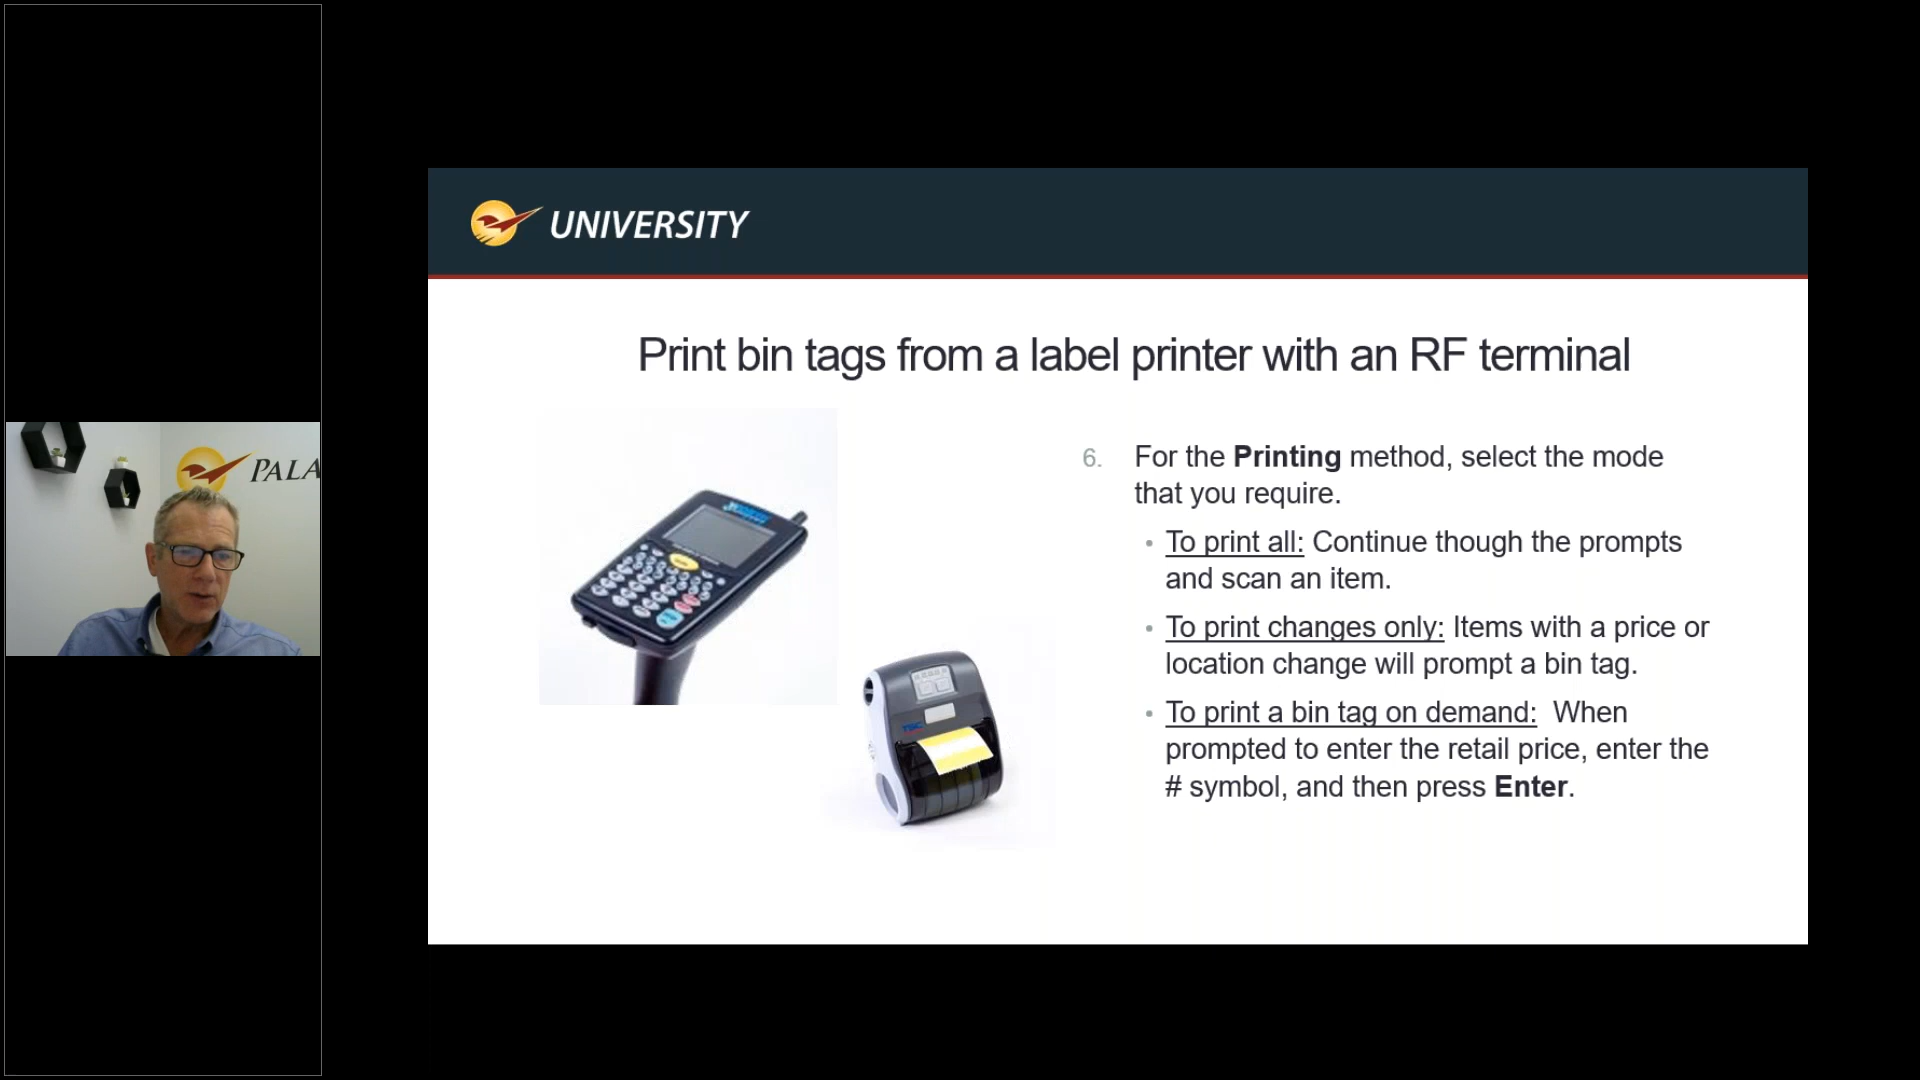 PALA
UNIVERSITY
Print bin tags from a label printer with an RF terminal
6. For the Printing method, select the mode
that you require.
• To print all: Continue though the prompts
and scan an item.
• To print changes only: Items with a price or
location change will prompt a bin tag.
• To print a bin tag on demand: When
prompted to enter the retail price, enter the
# symbol, and then press Enter.
TSC